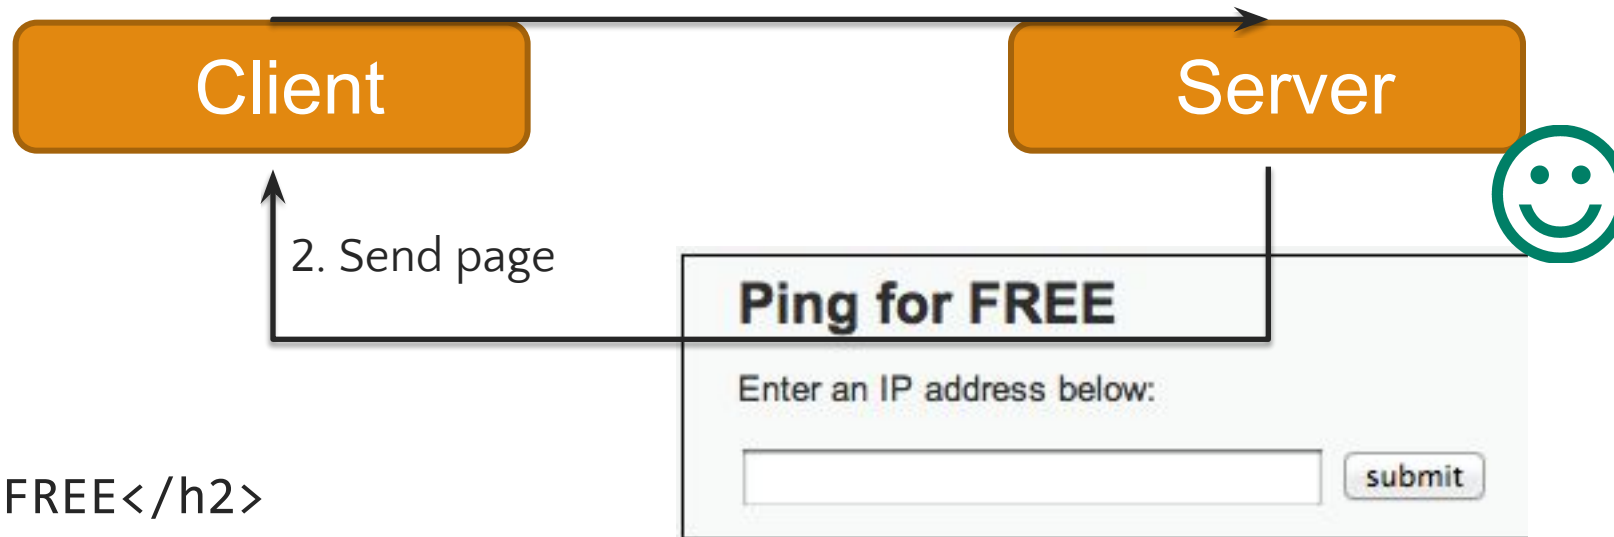 Client
Server
2. Send page
Ping for FREE
Enter an IP address below:
submit
FREE</h2>